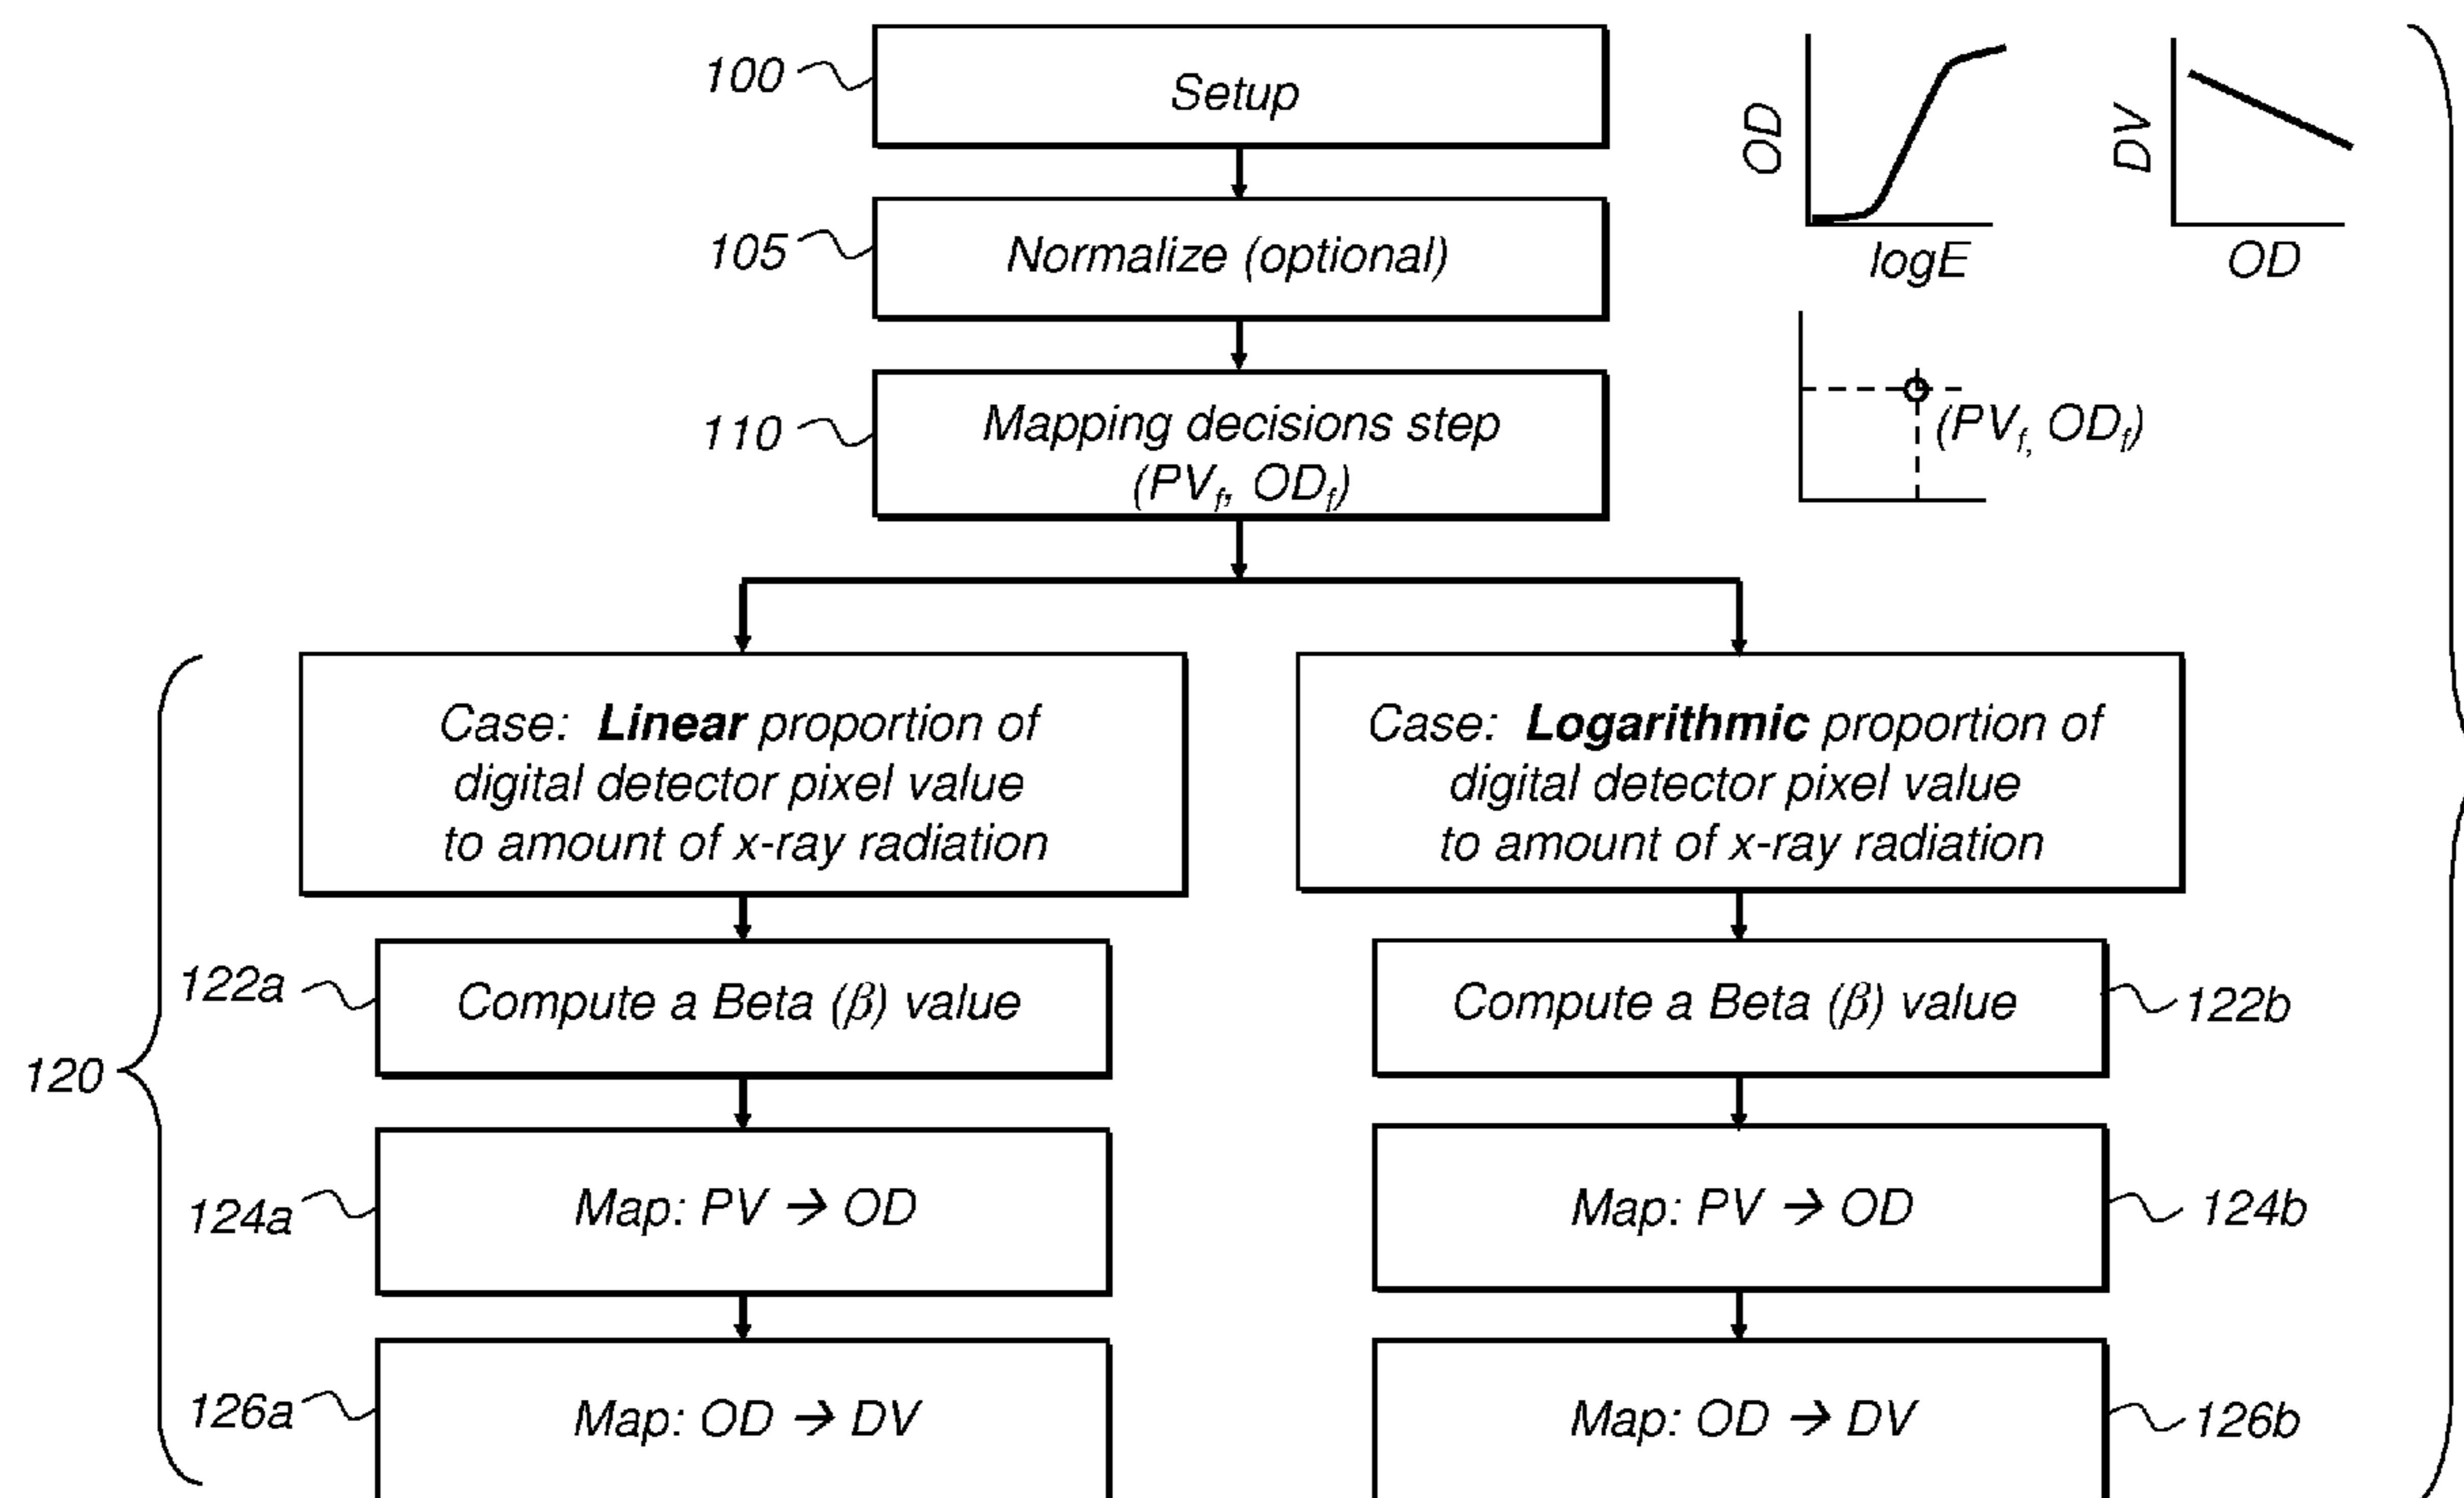 100
Setup
OD
logE
DV
OD
105
Normalize (optional)
110
Mapping decisions step
(PVf, ODf)
(PVf, ODf)
Case: Linear proportion of
digital detector pixel value
to amount of x-ray radiation
Case: Logarithmic proportion of
digital detector pixel value
to amount of x-ray radiation
120
122a
Compute a Beta (β) value
Compute a Beta (β) value
122b
124a
Map: PV → OD
Map: PV → OD
124b
126a
Map: OD → DV
Map: OD → DV
126b